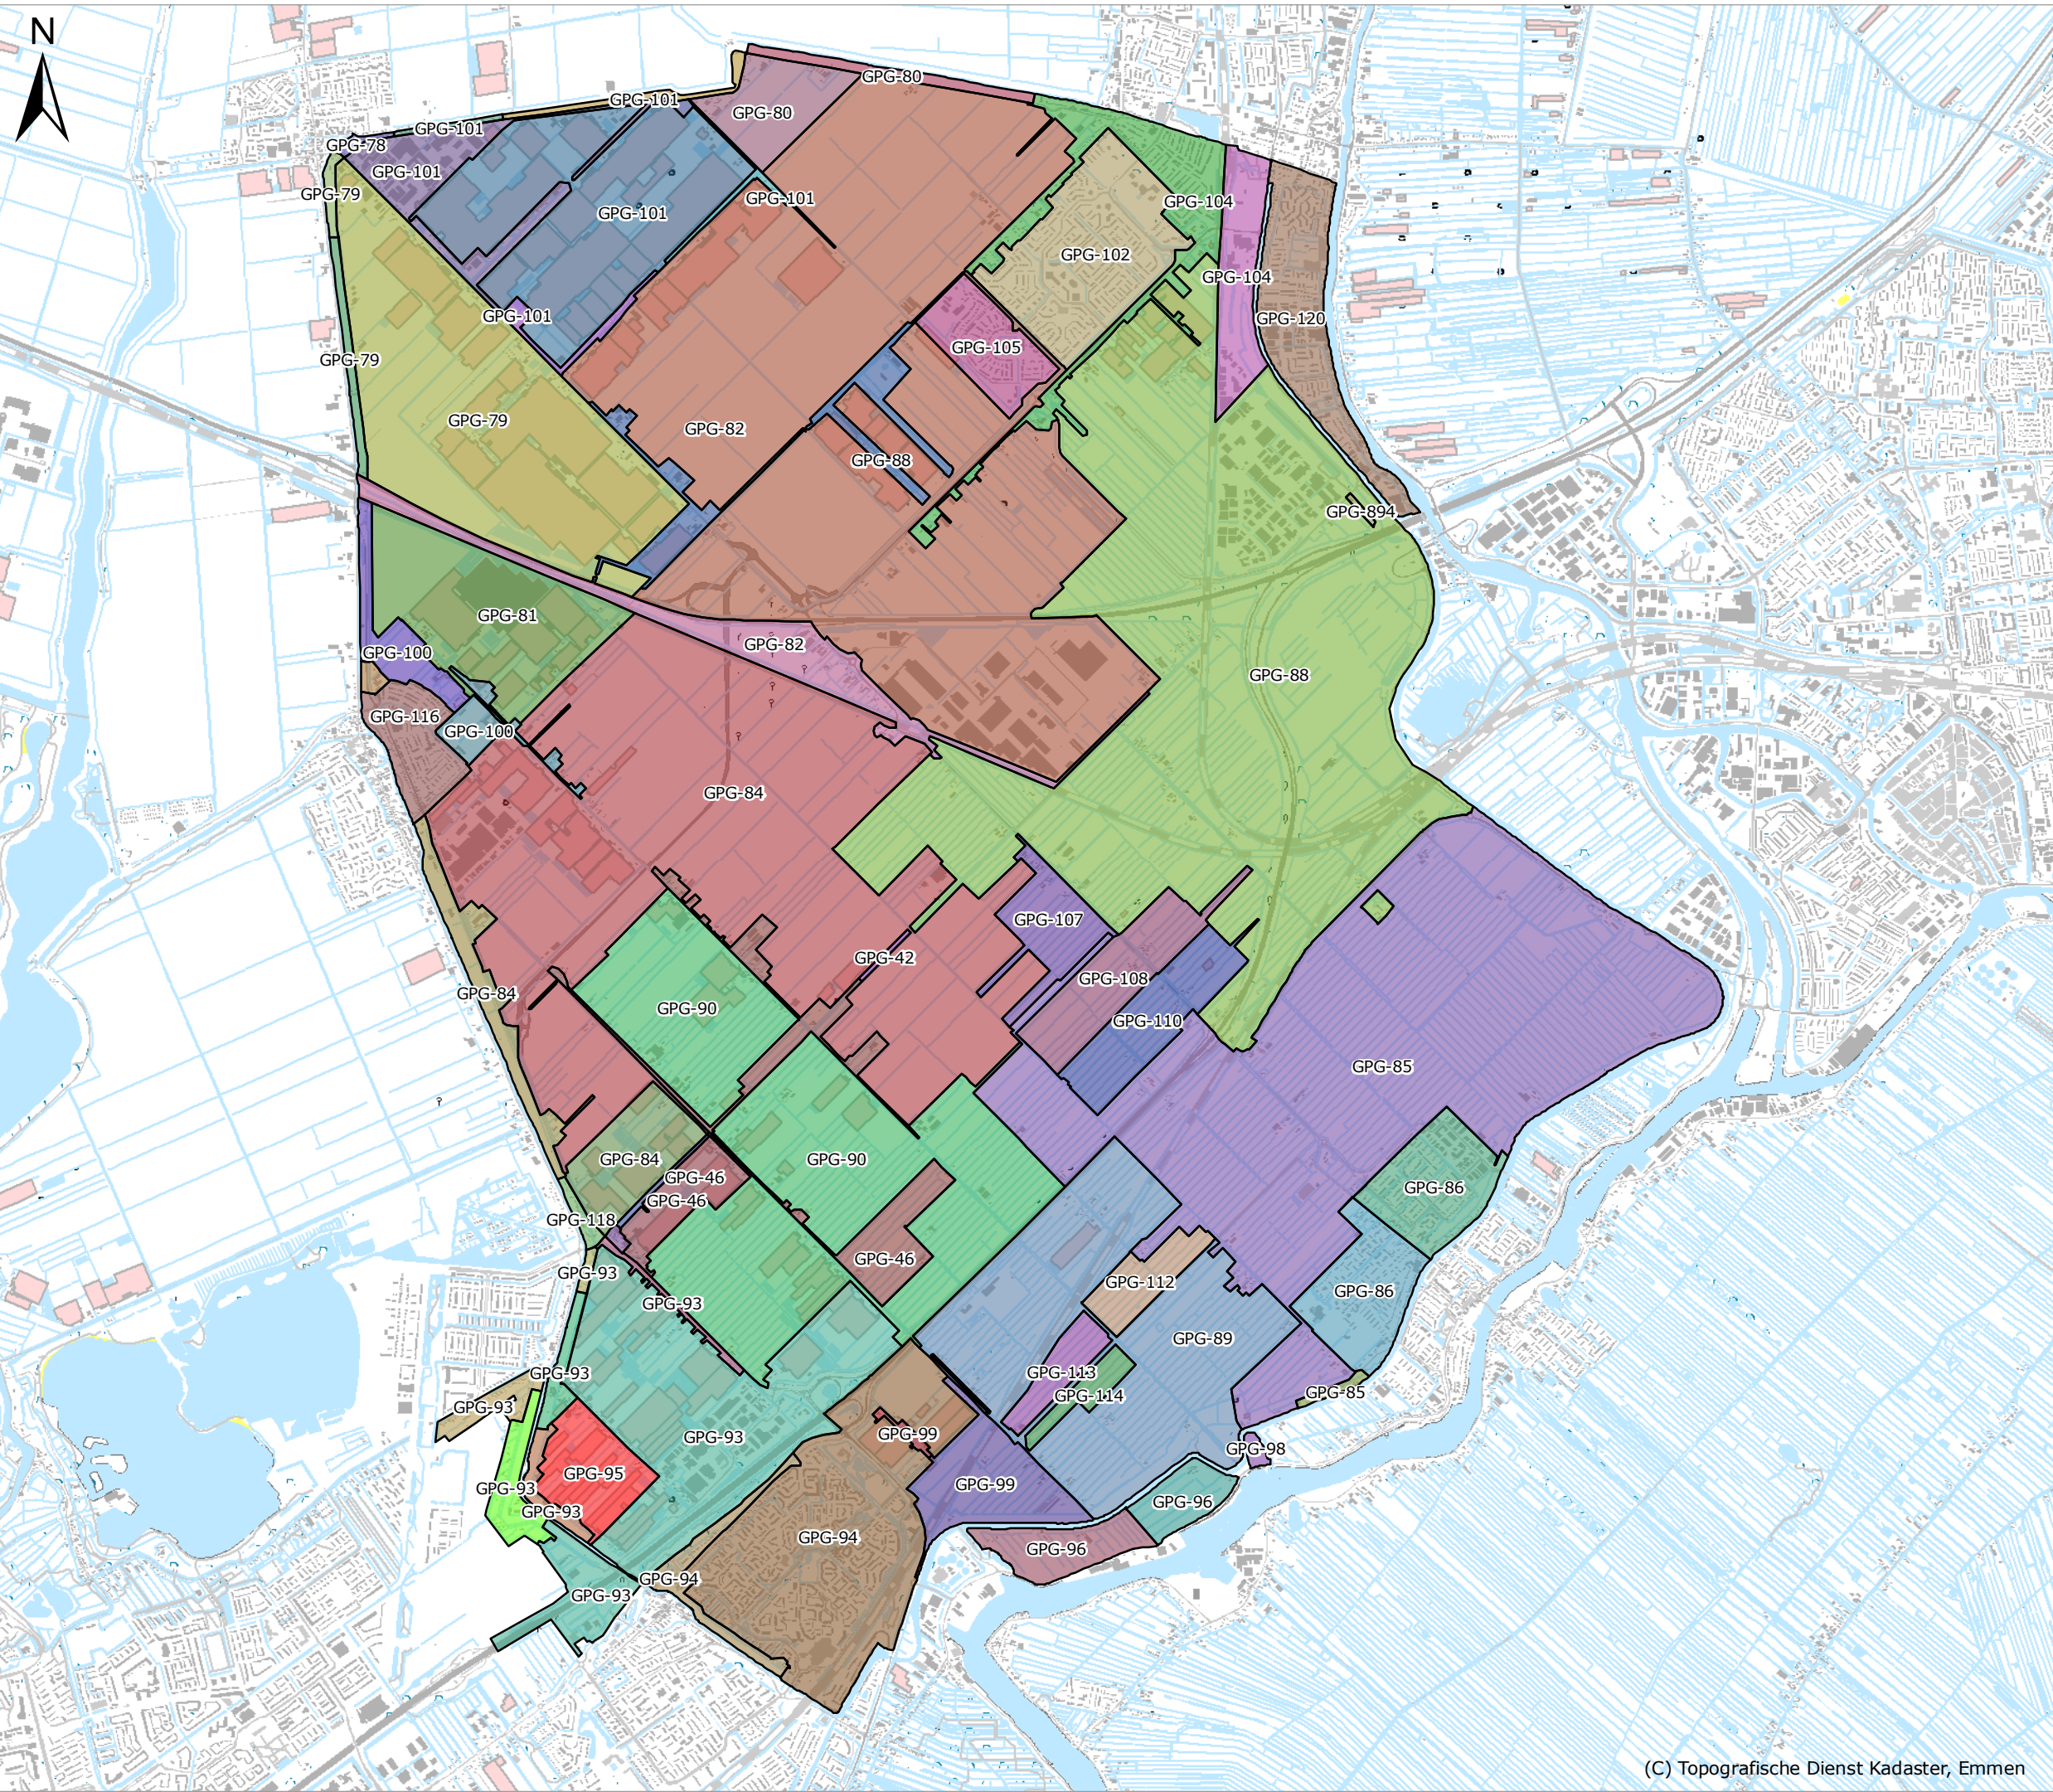 N
GPG-80
GPG-101
GPG-80
GPG-101
GPG-78
GPG-101
GPG-79
GPG-101
GPG-104
GPG-101
GPG-102
GPG-104
GPG-101
GPG-120
GPG-105
GPG-79
GPG-79
GPG-82
GPG-88
GPG-894
GPG-81
GPG-82
GPG-100
GPG-88
GPG-116
GPG-100
GPG-84
GPG-107
GPG-42
GPG-108
GPG-84
GPG-90
GPG-110
GPG-85
GPG-84
GPG-90
GPG-46
GPG-86
GPG-46
GPG-118
GPG-46
GPG-93
GPG-112
GPG-86
GPG-93
GPG-89
GPG-93
GPG-113
GPG-85
GPG-114
GPG-93
GPG-99
GPG-93
GPG-98
GPG-95
GPG-99
GPG-93
GPG-96
GPG-93
GPG-94
GPG-96
GPG-94
GPG-93
(C) Topografische Dienst Kadaster, Emmen